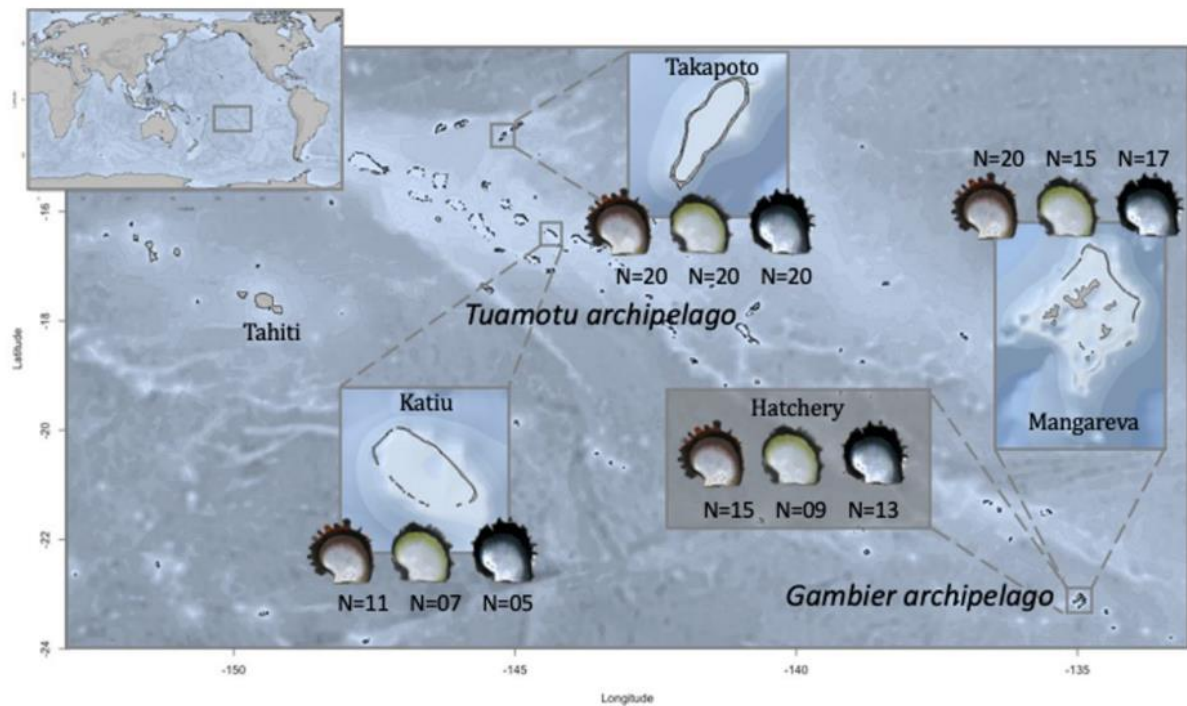 Takapoto
N=20 N=15 N=17
-16
N=20 N=20 N=20
Tuamotu archipelago
-18
Tahiti
Latitude
Katiu
Hatchery
Mangareva
-20
N=15 N=09 N=13
-22
N=11 N=07 N=05
Gambier archipelago
-24
-150 -145 -140 -135
Longitude